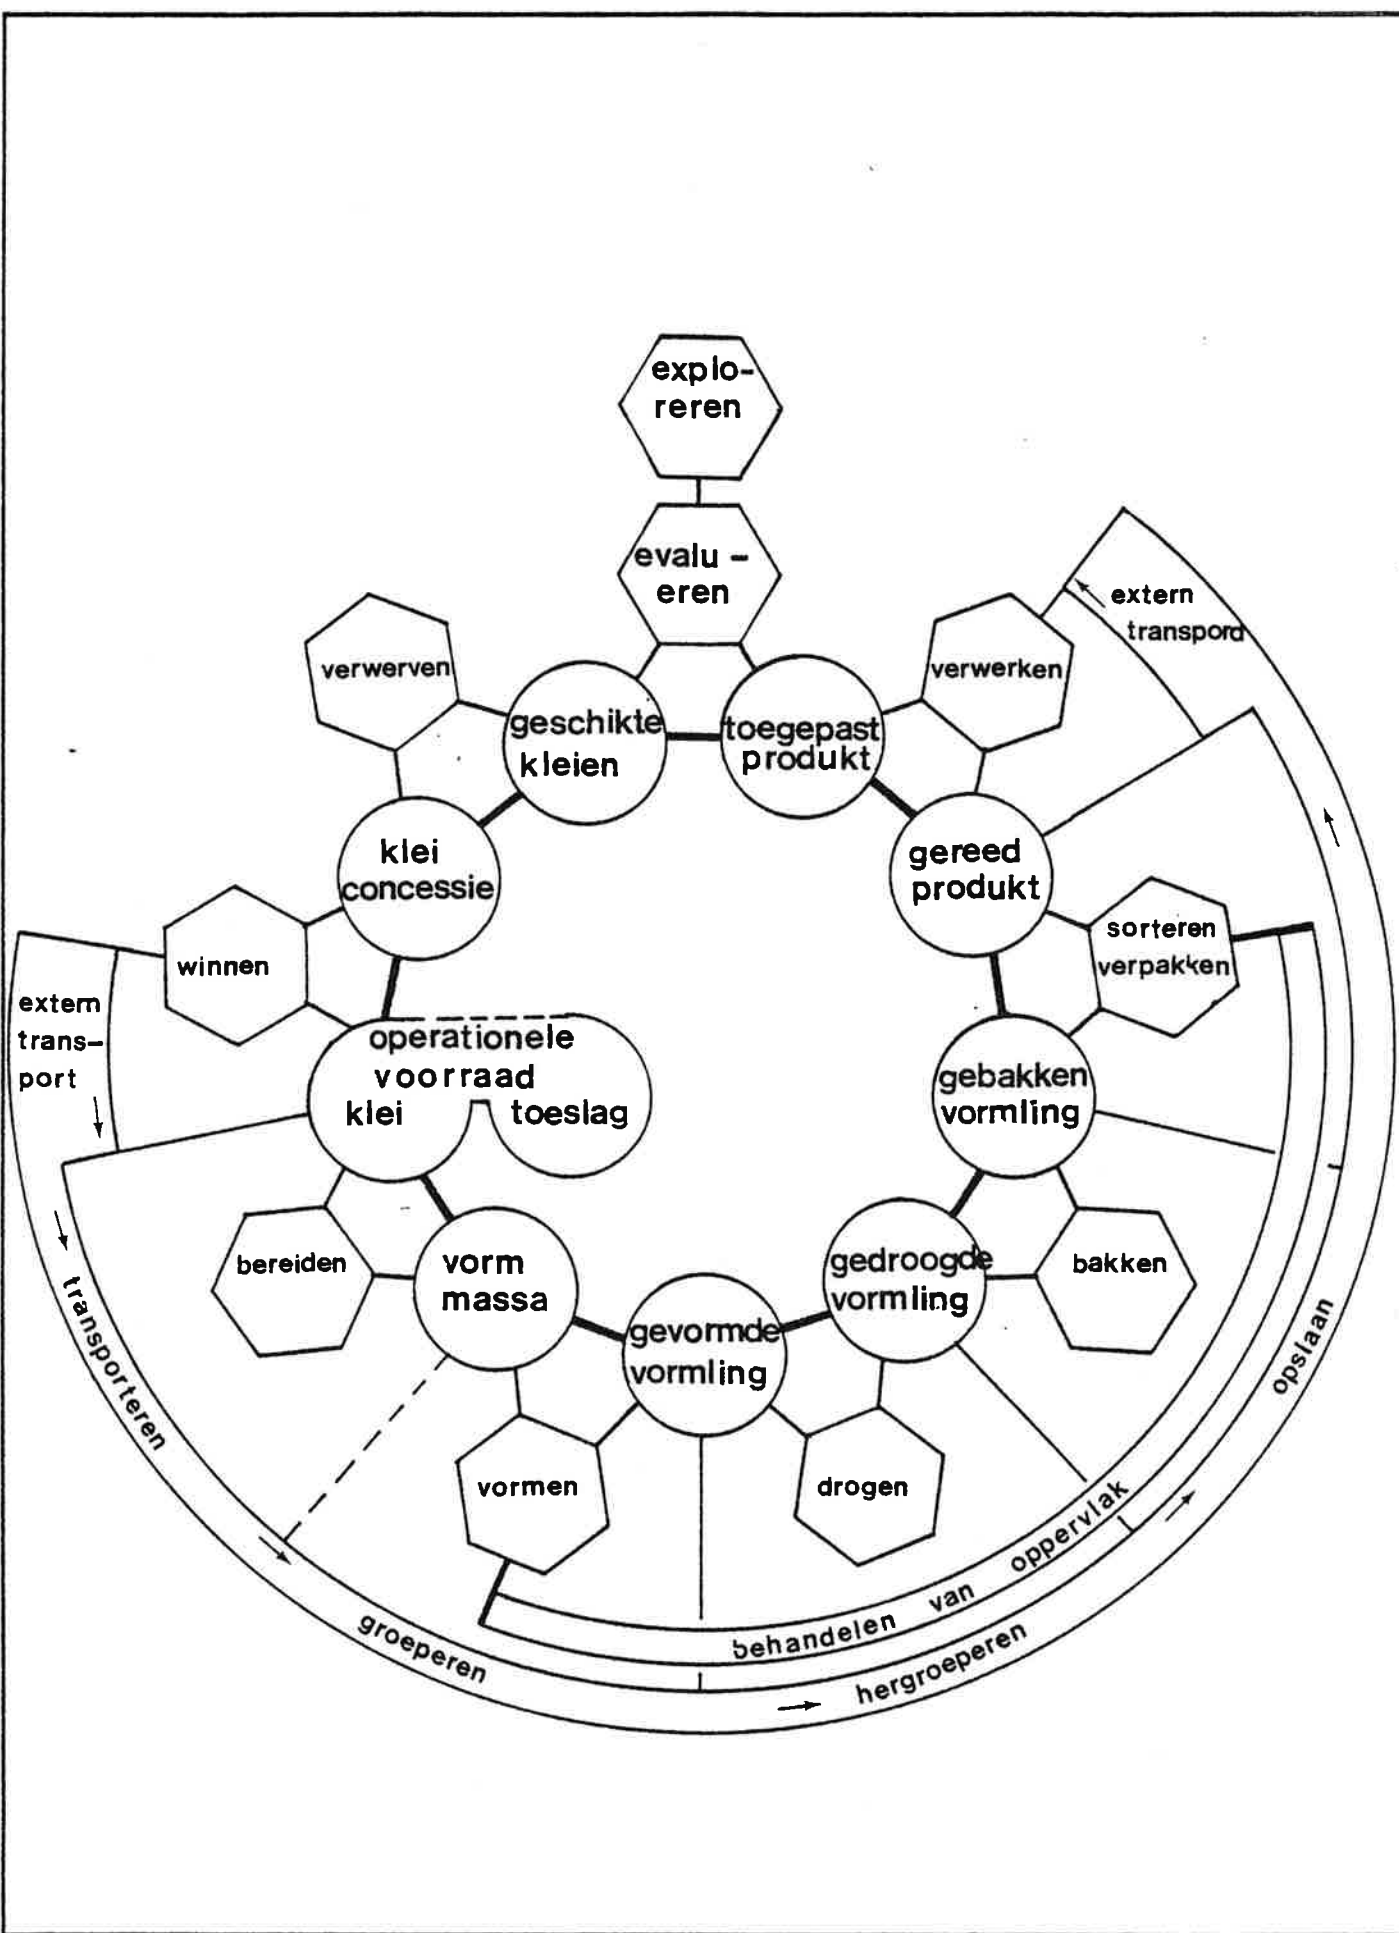 explo-
reren
evalu -
eren
verwerven
geschikte
kleien
toegepast
produkt
verwerken
extern
transpord
klei
concessie
gereed
produkt
winnen
sorteren
verpakken
extern
trans-
port
operationele
voorraad
klei toeslag
gebakken
vormling
bereiden
vorm
massa
gevormde
vormling
gedroogde
vormling
bakken
vormen
drogen
transporteren
groeperen
hergroeperen
opslaan
behandelen van oppervlak